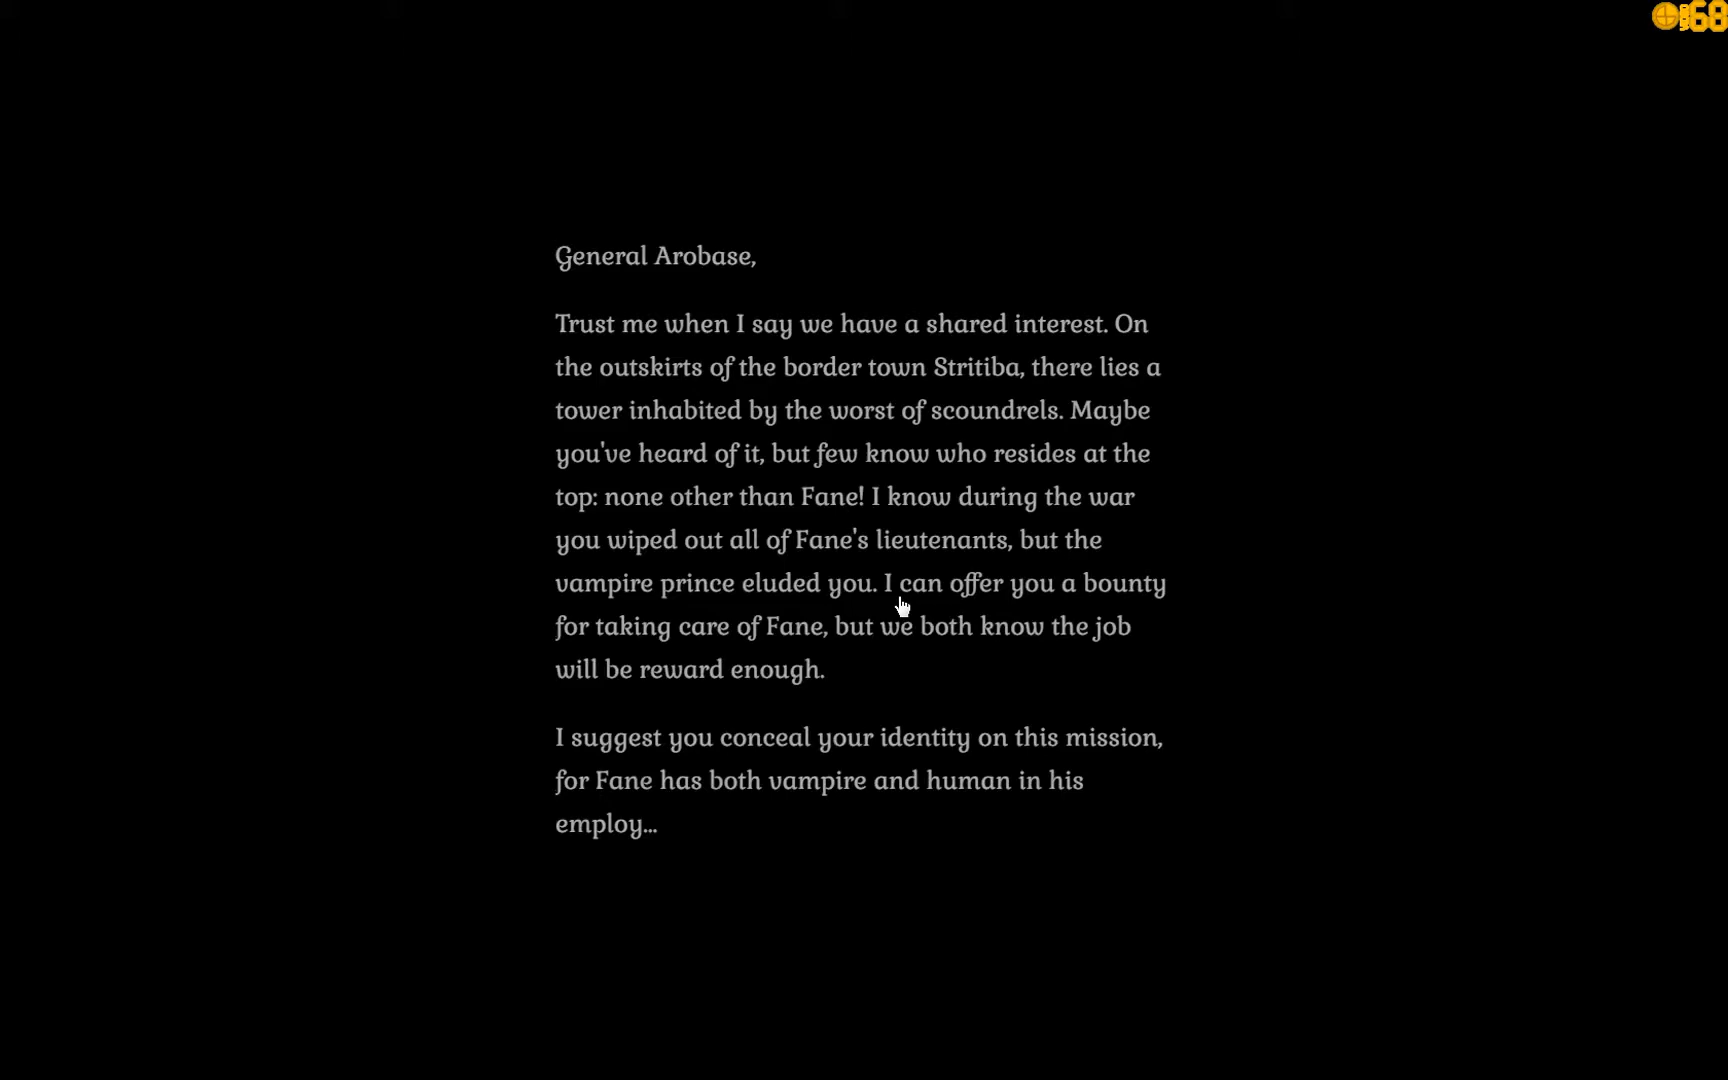 68
General Arobase,
Trust me when I say we have a shared interest. On
the outskirts of the border town Stritiba, there lies a
tower inhabited by the worst of scoundrels. Maybe
you've heard of it, but few know who resides at the
top: none other than Fane! I know during the war
you wiped out all of Fane's lieutenants, but the
vampire prince eluded you. I can offer you a bounty
for taking care of Fane, but we both know the job
will be reward enough.
I suggest you conceal your identity on this mission,
for Fane has both vampire and human in his
employ...